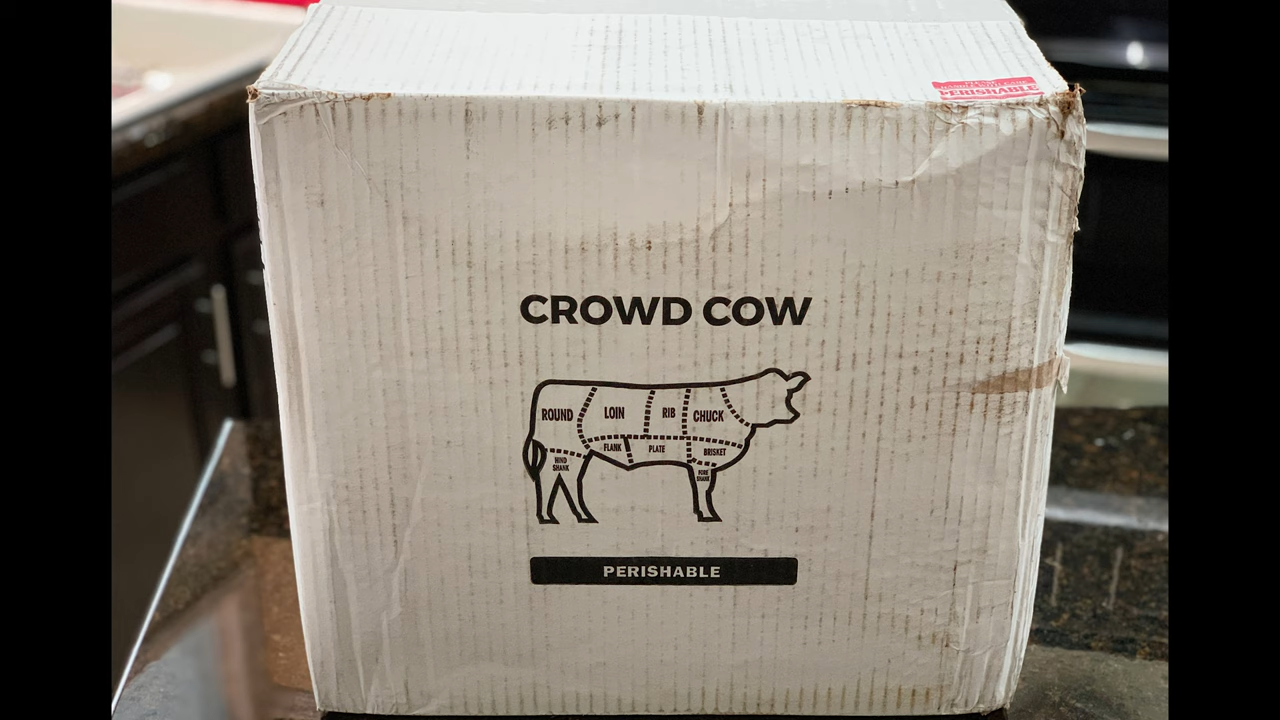 PERISHABLE
CROWD COW
ROUND LOIN RIB CHUCK
FLANK PLATE BRISKET
HIND
SHANK
FORE
SHANK
PERISHABLE